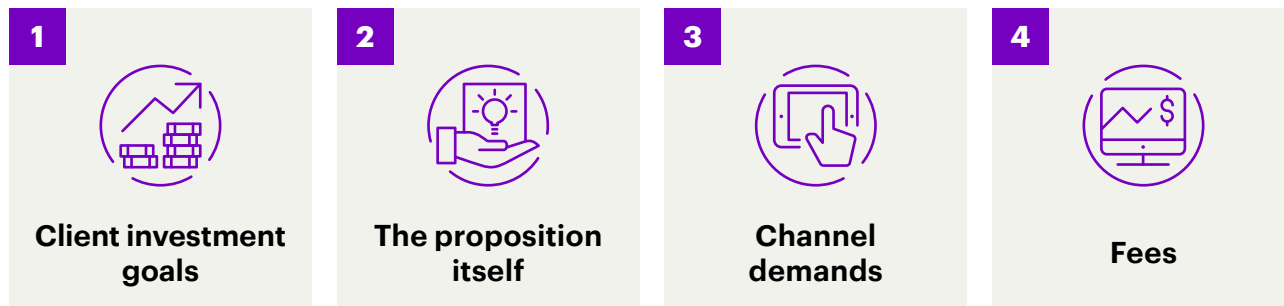 1
Client investment
goals
2
The proposition
itself
3
Channel
demands
4
$
Fees